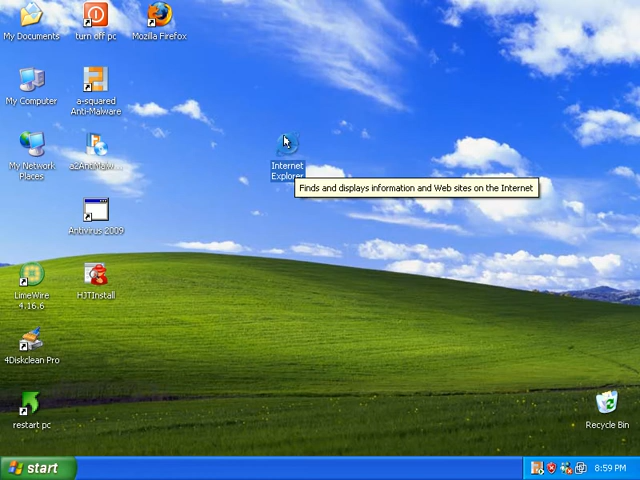 My Documents
turn off pc
Mozilla Firefox
My Computer
a-squared
Anti-Malware
My Network
Places
a2AntiMalw...
Internet
Explorer
Finds and displays information and Web sites on the Internet
Antivirus 2009
LimeWire
4.16.6
HJTInstall
4Diskclean Pro
restart pc
Recycle Bin
start
8:59 PM